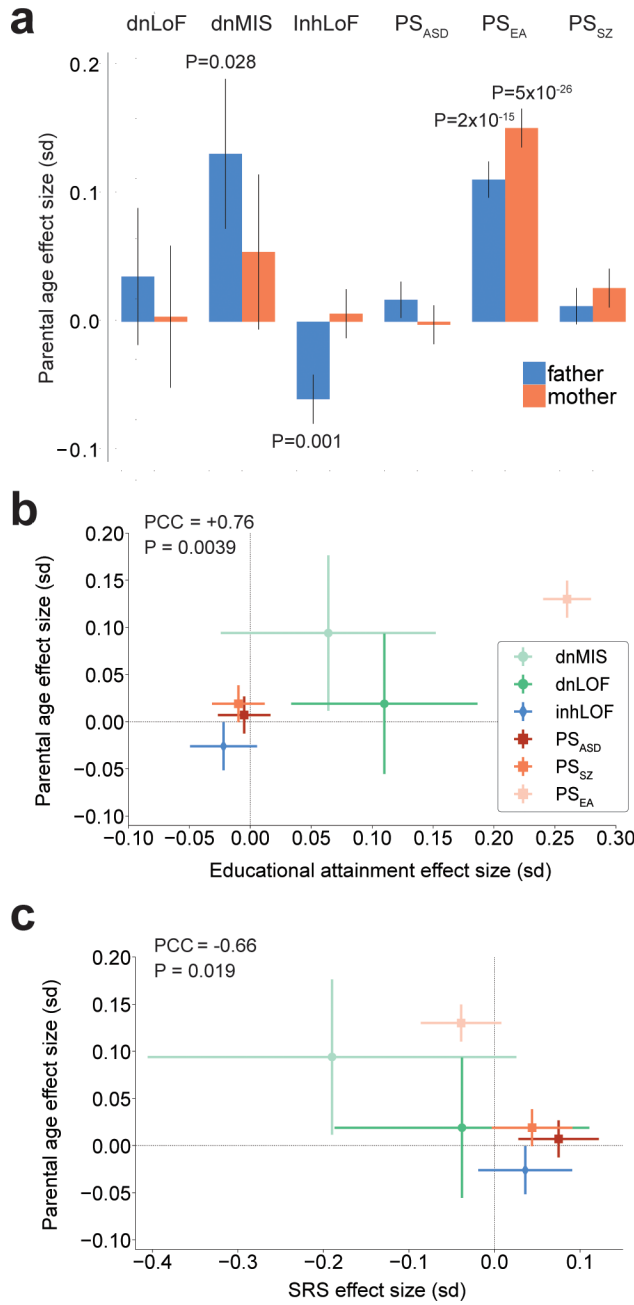 a
dnLoF dnMIS InhLoF PS_ASD PS_EA PS_SZ
Parental age effect size (sd)
0.2
0.1
0.0
−0.1
P=0.028
P=0.001
P=2x10^-15
P=5x10^-26
father
mother
b
PCC = +0.76
P = 0.0039
Parental age effect size (sd)
0.20
0.15
0.10
0.05
0.00
−0.05
−0.10
dnMIS
dnLOF
inhLOF
PS_ASD
PS_SZ
PS_EA
−0.10 −0.05 0.00 0.05 0.10 0.15 0.20 0.25 0.30
Educational attainment effect size (sd)
c
PCC = -0.66
P = 0.019
Parental age effect size (sd)
0.20
0.15
0.10
0.05
0.00
−0.05
−0.10
−0.4 −0.3 −0.2 −0.1 0.0 0.1
SRS effect size (sd)